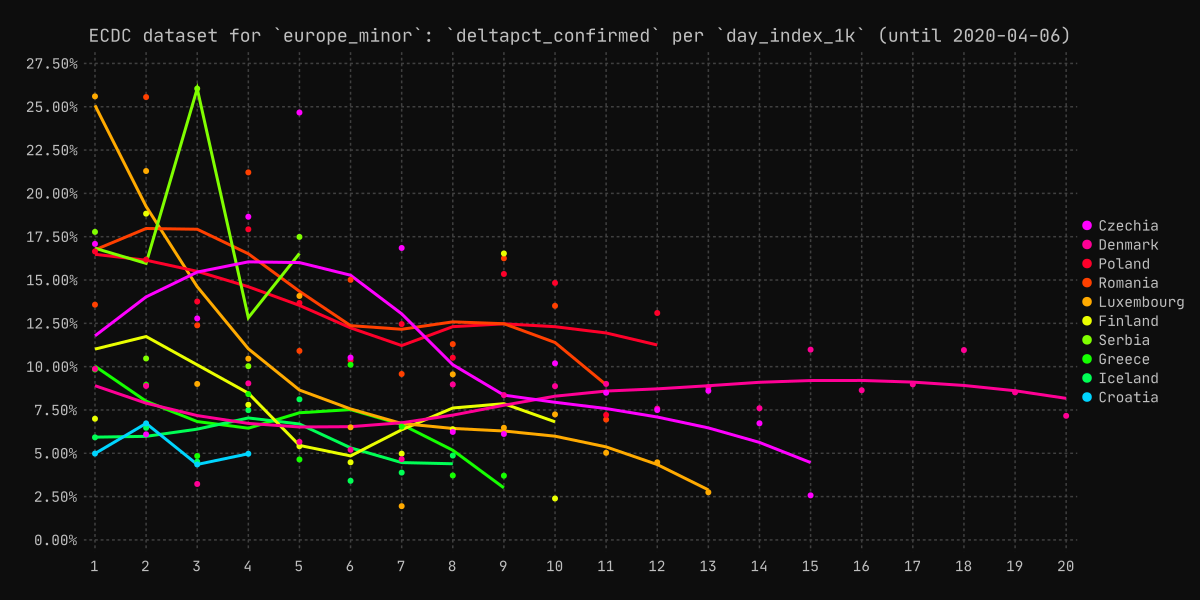 ECDC dataset for `europe_minor`: `deltapct_confirmed` per `day_index_1k` (until 2020-04-06)
27.50%
25.00%
22.50%
20.00%
17.50%
15.00%
12.50%
10.00%
7.50%
5.00%
2.50%
0.00%
1 2 3 4 5 6 7 8 9 10 11 12 13 14 15 16 17 18 19 20
Czechia
Denmark
Poland
Romania
Luxembourg
Finland
Serbia
Greece
Iceland
Croatia